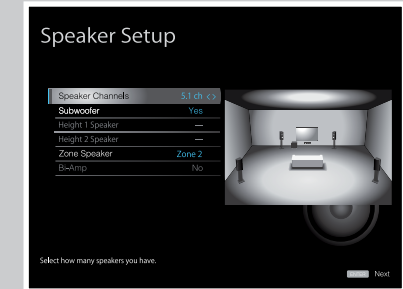 Speaker Setup
Speaker Channels 5.1 ch <>
Subwoofer Yes
Height 1 Speaker —
Height 2 Speaker —
Zone Speaker Zone 2
Bi-Amp No
Select how many speakers you have.
ENTER Next